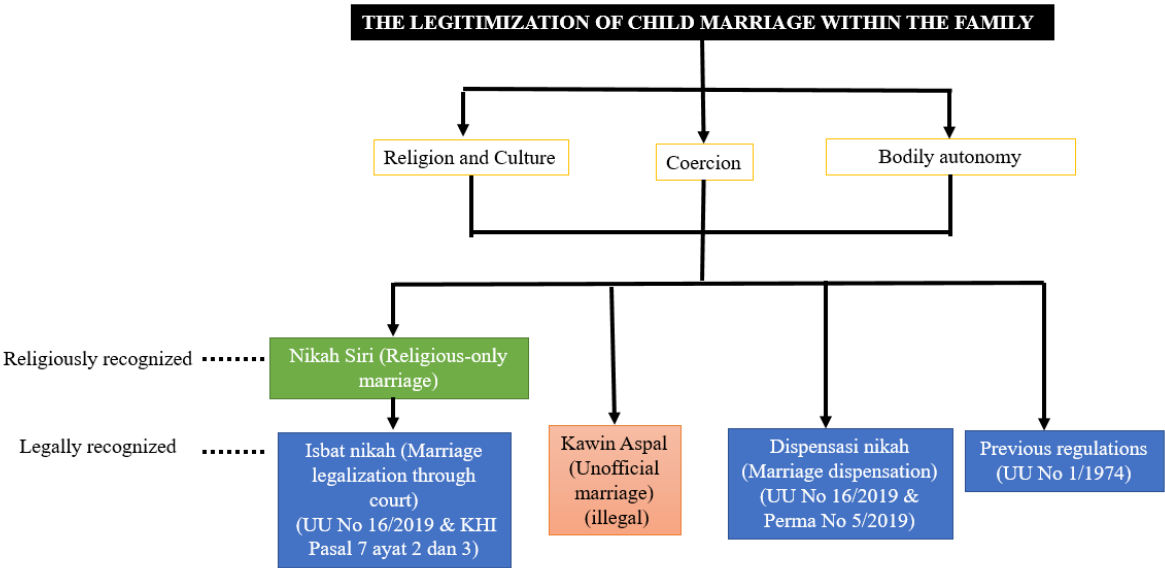 THE LEGITIMIZATION OF CHILD MARRIAGE WITHIN THE FAMILY
Religion and Culture
Coercion
Bodily autonomy
Religiously recognized
Nikah Siri (Religious-only
marriage)
Legally recognized
Isbat nikah (Marriage
legalization through
court)
(UU No 16/2019 & KHI
Pasal 7 ayat 2 dan 3)
Kawin Aspal
(Unofficial
marriage)
(illegal)
Dispensasi nikah
(Marriage dispensation)
(UU No 16/2019 &
Perma No 5/2019)
Previous regulations
(UU No 1/1974)